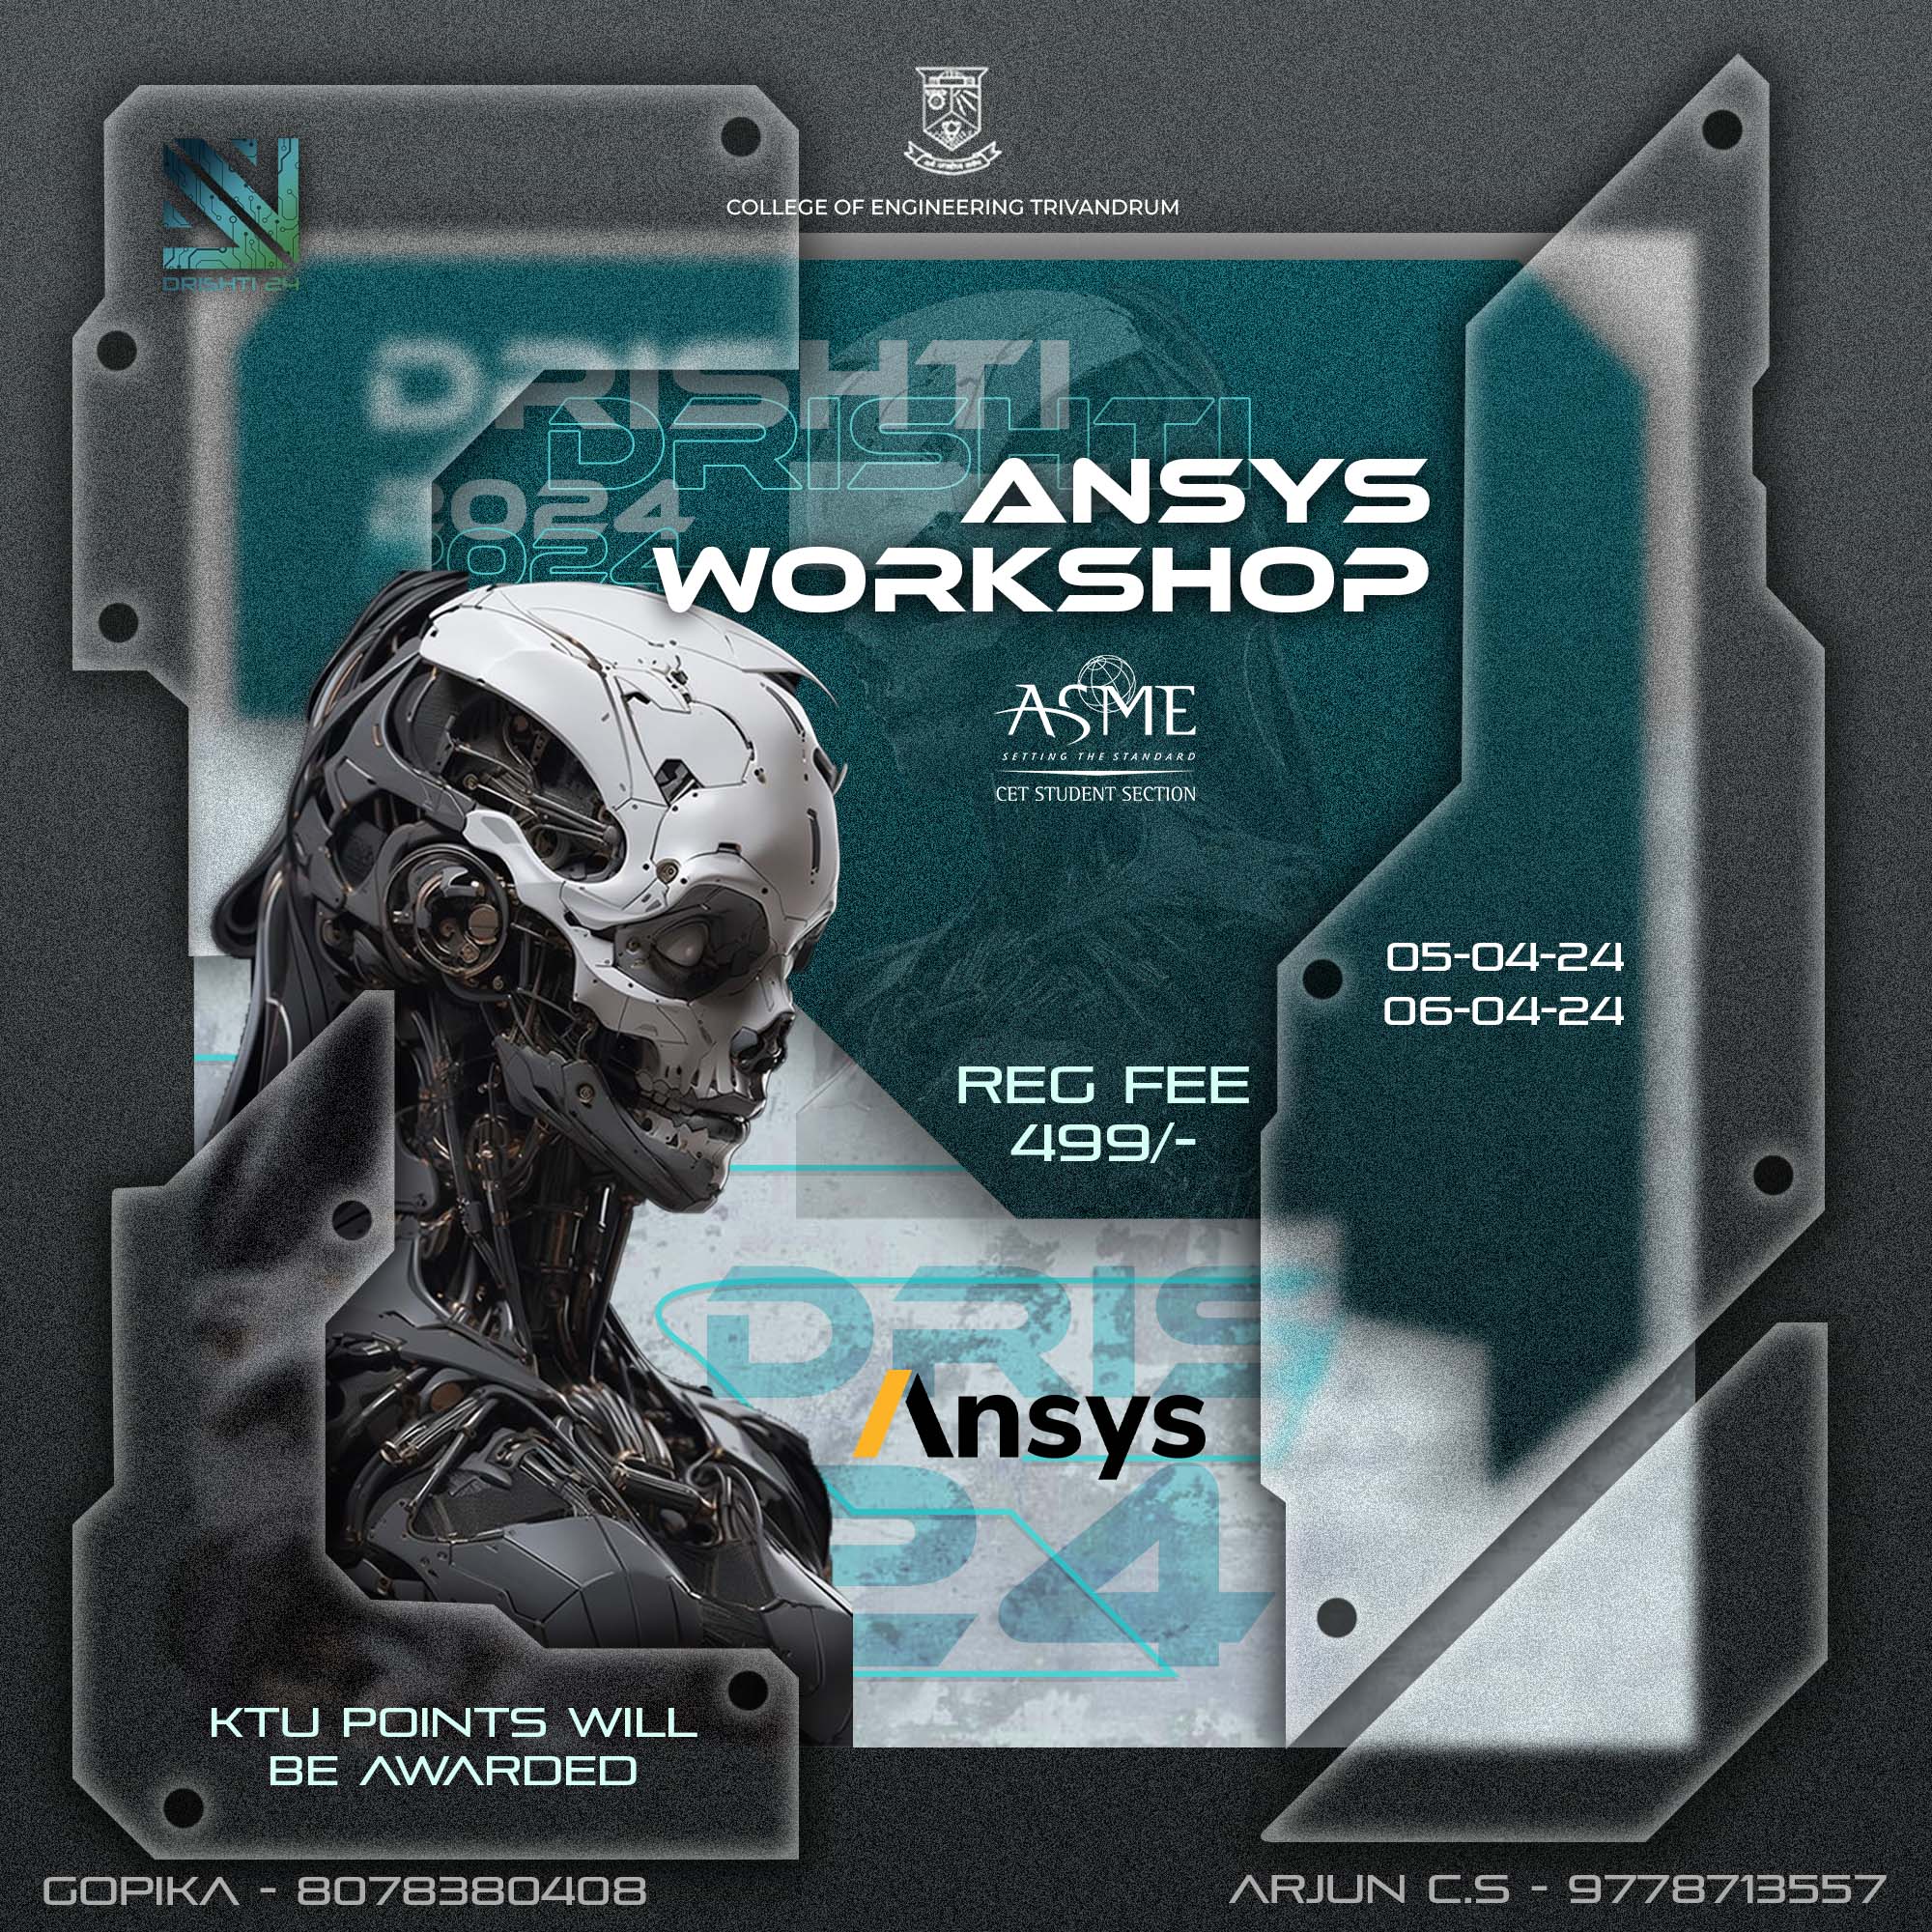 COLLEGE OF ENGINEERING TRIVANDRUM
DRISHTI 24
DRISHTI
DRISHTI
2024
2024
ANSYS
WORKSHOP
ASME
SETTING THE STANDARD
CET STUDENT SECTION
05-04-24
06-04-24
REG FEE
499/-
DRIS
Ansys
24
KTU POINTS WILL
BE AWARDED
GOPIKA - 8078380408
ARJUN C.S - 9778713557